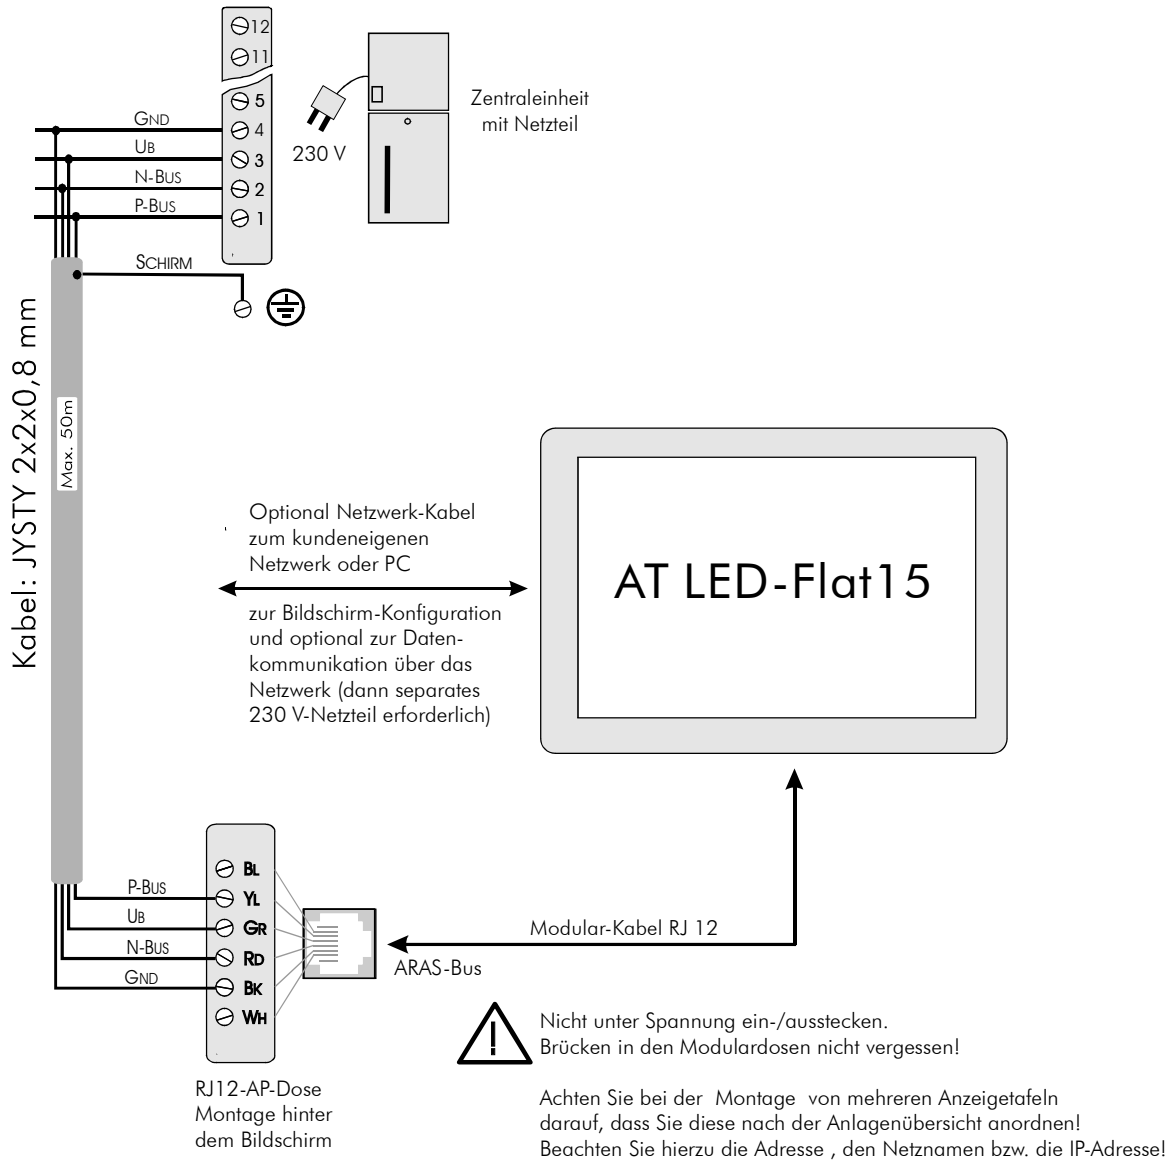 12
11
5
GND 4
UB 3
N-BUS 2
P-BUS 1
SCHIRM
230 V
Zentraleinheit
mit Netzteil
Kabel: JYSTY 2x2x0,8 mm
Max. 50m
Optional Netzwerk-Kabel
zum kundeneigenen
Netzwerk oder PC
zur Bildschirm-Konfiguration
und optional zur Daten-
kommunikation über das
Netzwerk (dann separates
230 V-Netzteil erforderlich)
AT LED-Flat15
BL
P-BUS YL
UB GR
N-BUS RD
GND BK
WH
Modular-Kabel RJ 12
ARAS-Bus
RJ12-AP-Dose
Montage hinter
dem Bildschirm
Nicht unter Spannung ein-/ausstecken.
Brücken in den Modulardosen nicht vergessen!
Achten Sie bei der Montage von mehreren Anzeigetafeln
darauf, dass Sie diese nach der Anlagenübersicht anordnen!
Beachten Sie hierzu die Adresse , den Netznamen bzw. die IP-Adresse!